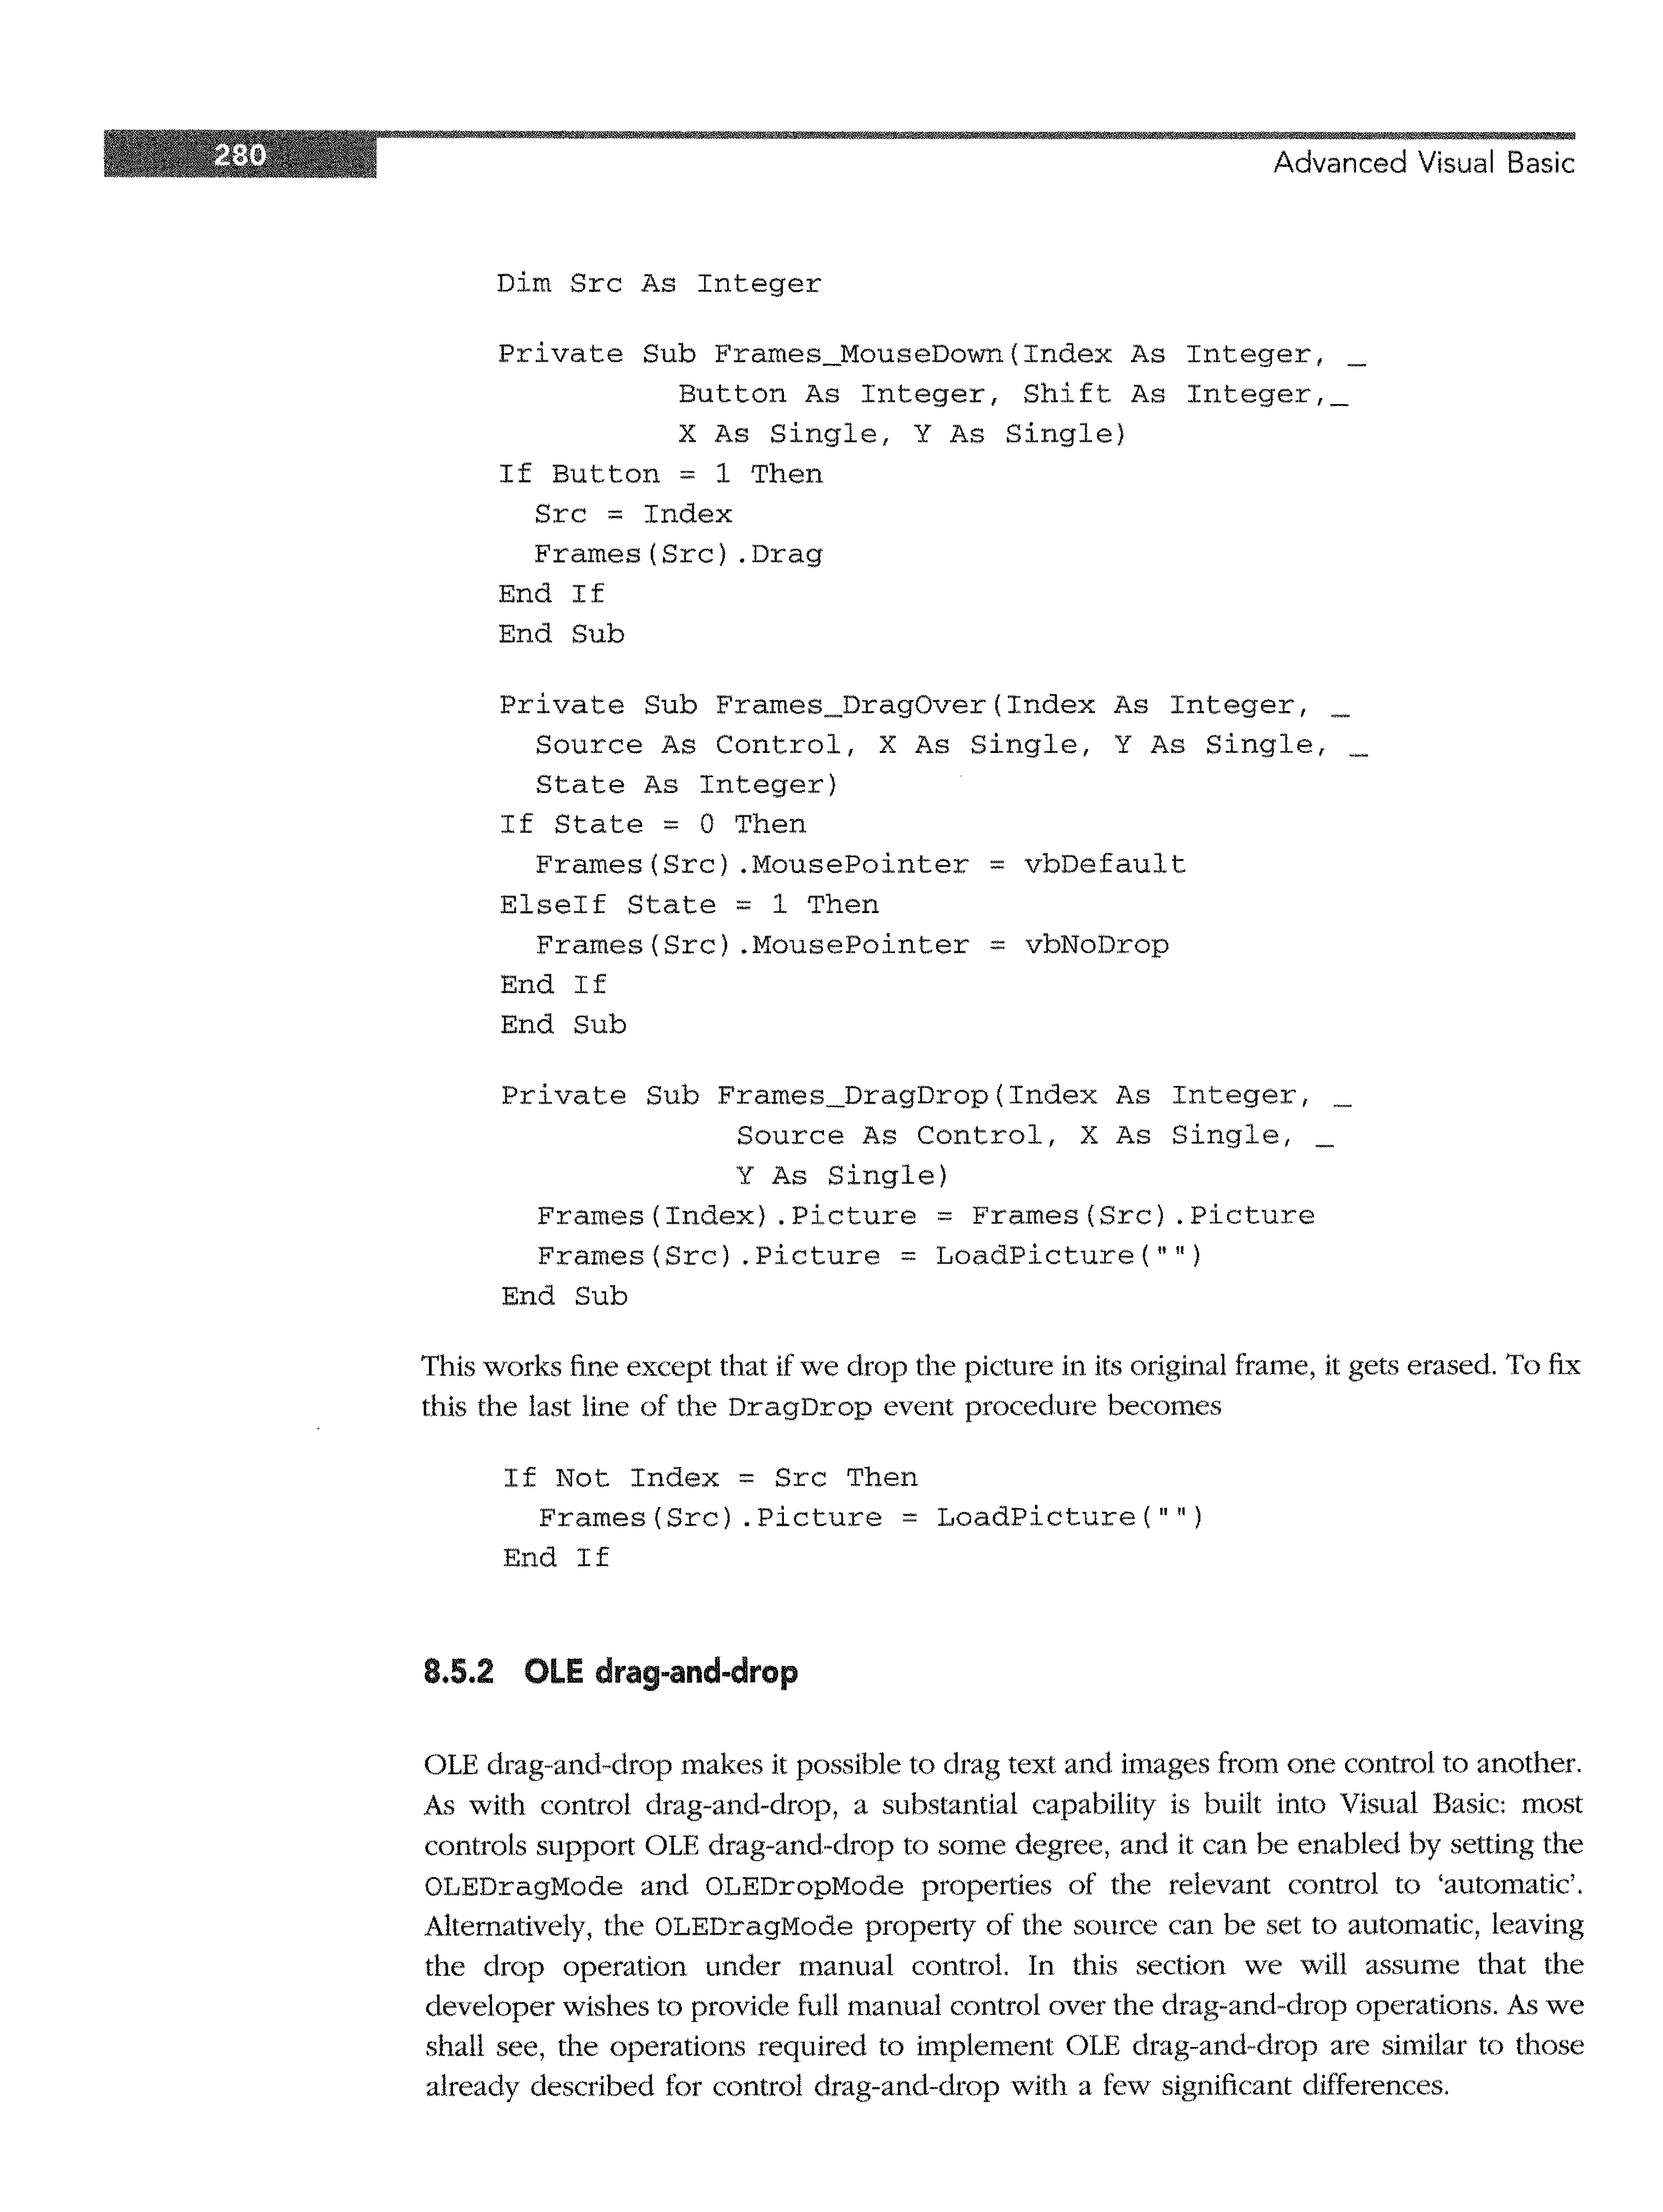 280
Advanced Visual Basic
Dim Src As Integer
Private Sub Frames_MouseDown(Index As Integer, _
Button As Integer, Shift As Integer,_
X As Single, Y As Single)
If Button = 1 Then
Src = Index
Frames(Src).Drag
End If
End Sub
Private Sub Frames_DragOver(Index As Integer, _
Source As Control, X As Single, Y As Single, _
State As Integer)
If State = 0 Then
Frames(Src).MousePointer = vbDefault
ElseIf State = 1 Then
Frames(Src).MousePointer = vbNoDrop
End If
End Sub
Private Sub Frames_DragDrop(Index As Integer, _
Source As Control, X As Single, _
Y As Single)
Frames(Index).Picture = Frames(Src).Picture
Frames(Src).Picture = LoadPicture("")
End Sub
This works fine except that if we drop the picture in its original frame, it gets erased. To fix
this the last line of the DragDrop event procedure becomes
If Not Index = Src Then
Frames(Src).Picture = LoadPicture("")
End If
8.5.2 OLE drag-and-drop
OLE drag-and-drop makes it possible to drag text and images from one control to another.
As with control drag-and-drop, a substantial capability is built into Visual Basic: most
controls support OLE drag-and-drop to some degree, and it can be enabled by setting the
OLEDragMode and OLEDropMode properties of the relevant control to ‘automatic’.
Alternatively, the OLEDragMode property of the source can be set to automatic, leaving
the drop operation under manual control. In this section we will assume that the
developer wishes to provide full manual control over the drag-and-drop operations. As we
shall see, the operations required to implement OLE drag-and-drop are similar to those
already described for control drag-and-drop with a few significant differences.